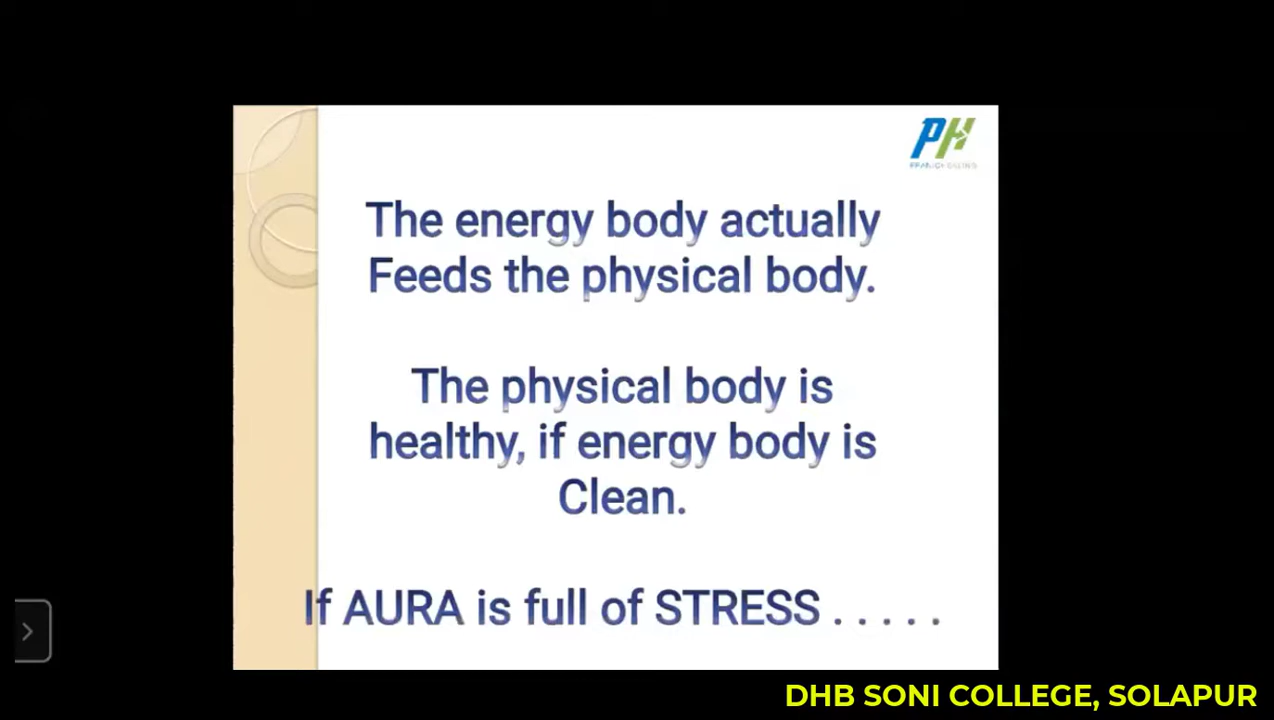 PH
The energy body actually
Feeds the physical body.
The physical body is
healthy, if energy body is
Clean.
If AURA is full of STRESS . . . . .
DHB SONI COLLEGE, SOLAPUR